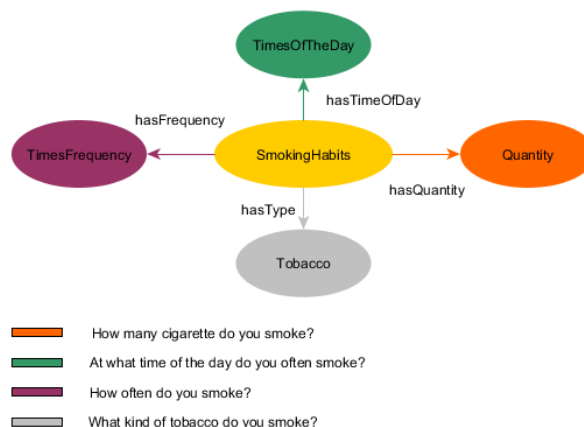 TimesOfTheDay
hasTimeOfDay
hasFrequency
TimesFrequency
SmokingHabits
Quantity
hasQuantity
hasType
Tobacco
How many cigarette do you smoke?
At what time of the day do you often smoke?
How often do you smoke?
What kind of tobacco do you smoke?